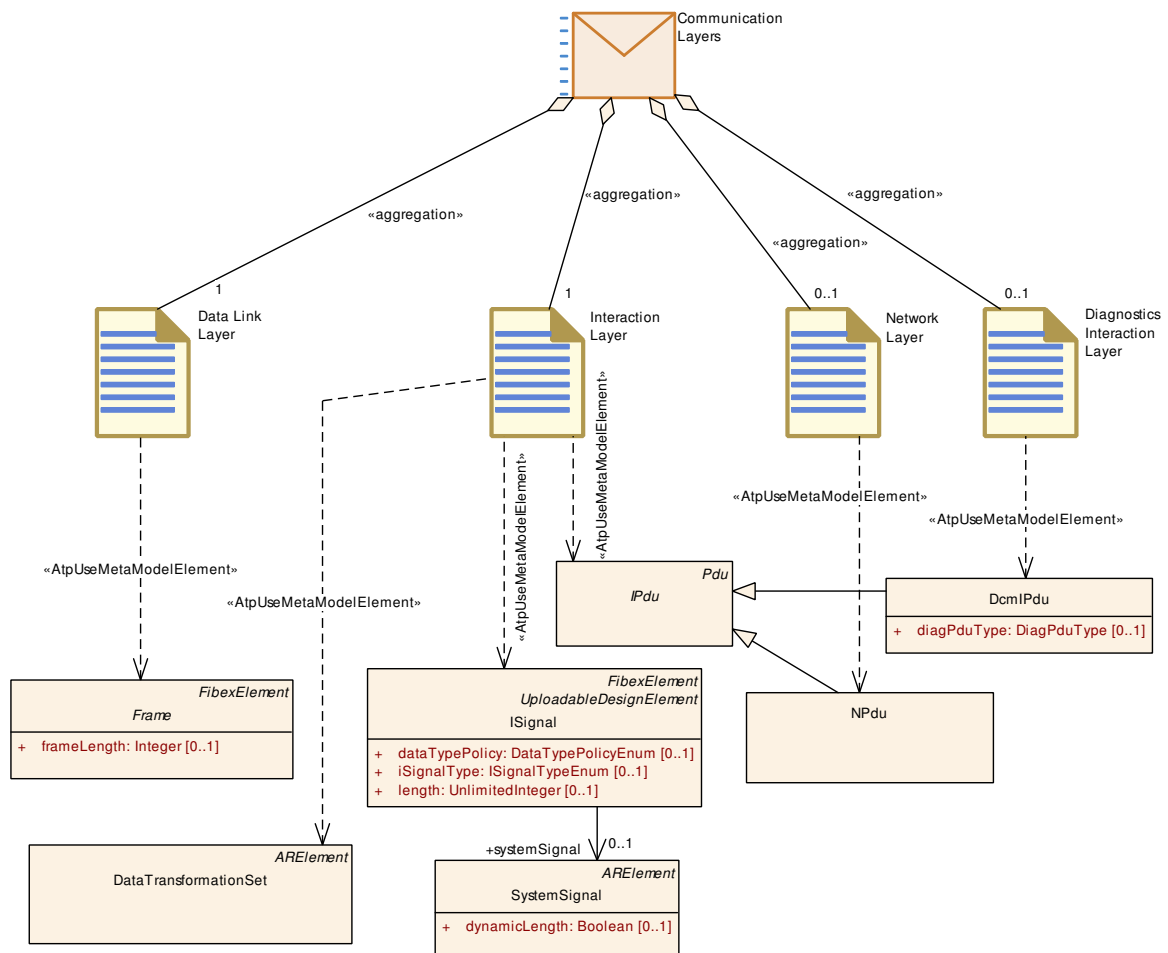 Communication
Layers
«aggregation»
«aggregation»
«aggregation»
«aggregation»
1
1
0..1
0..1
Data Link
Layer
Interaction
Layer
Network
Layer
Diagnostics
Interaction
Layer
«AtpUseMetaModelElement»
«AtpUseMetaModelElement»
«AtpUseMetaModelElement»
«AtpUseMetaModelElement»
«AtpUseMetaModelElement»
«AtpUseMetaModelElement»
Pdu
IPdu
DcmIPdu
+ diagPduType: DiagPduType [0..1]
FibexElement
Frame
+ frameLength: Integer [0..1]
FibexElement
UploadableDesignElement
ISignal
+ dataTypePolicy: DataTypePolicyEnum [0..1]
+ iSignalType: ISignalTypeEnum [0..1]
+ length: UnlimitedInteger [0..1]
NPdu
+systemSignal
0..1
ARElement
DataTransformationSet
ARElement
SystemSignal
+ dynamicLength: Boolean [0..1]